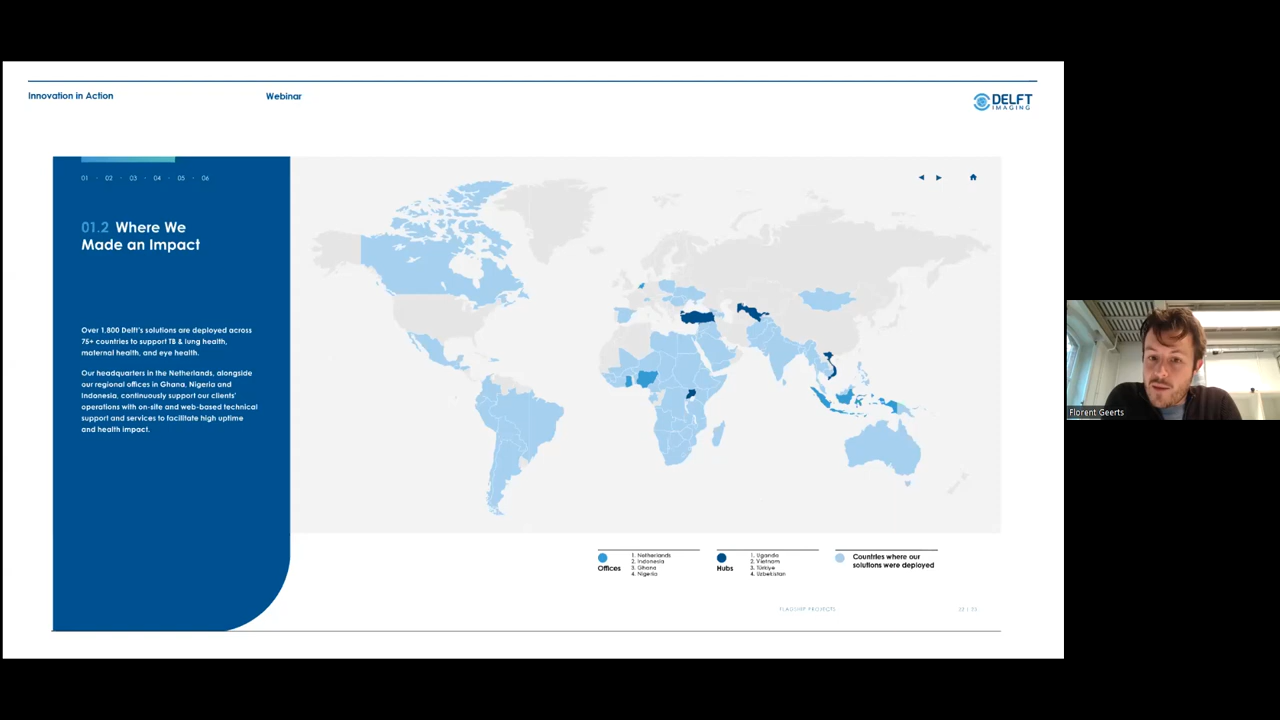 Innovation in Action
Webinar
DELFT
IMAGING
01 - 02 - 03 - 04 - 05 - 06
01.2 Where We
Made an Impact
Over 1.800 Delft's solutions are deployed across
75+ countries to support TB & lung health,
maternal health, and eye health.
Our headquarters in the Netherlands, alongside
our regional offices in Ghana, Nigeria and
Indonesia, continuously support our clients'
operations with on-site and web-based technical
support and services to facilitate high uptime
and health impact.
Offices
1. Netherlands
2. Indonesia
3. Ghana
4. Nigeria
Hubs
1. Uganda
2. Vietnam
3. Türkiye
4. Uzbekistan
Countries where our
solutions were deployed
FLAGSHIP PROJECTS
Florent Geerts